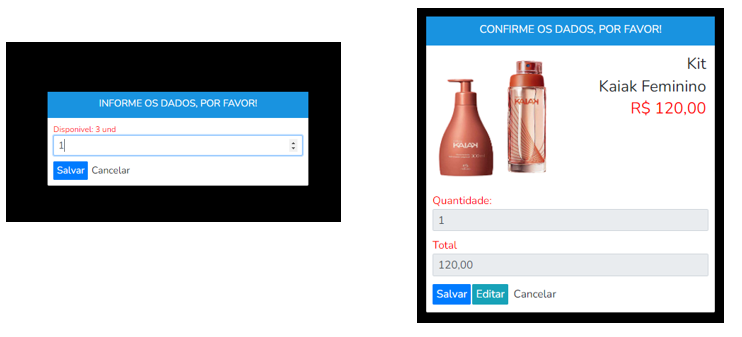 INFORME OS DADOS, POR FAVOR!
Disponivel: 3 und
1
Salvar Cancelar
CONFIRME OS DADOS, POR FAVOR!
Kit
Kaiak Feminino
R$ 120,00
KAIAK
KAIAK
Quantidade:
1
Total
120,00
Salvar Editar Cancelar